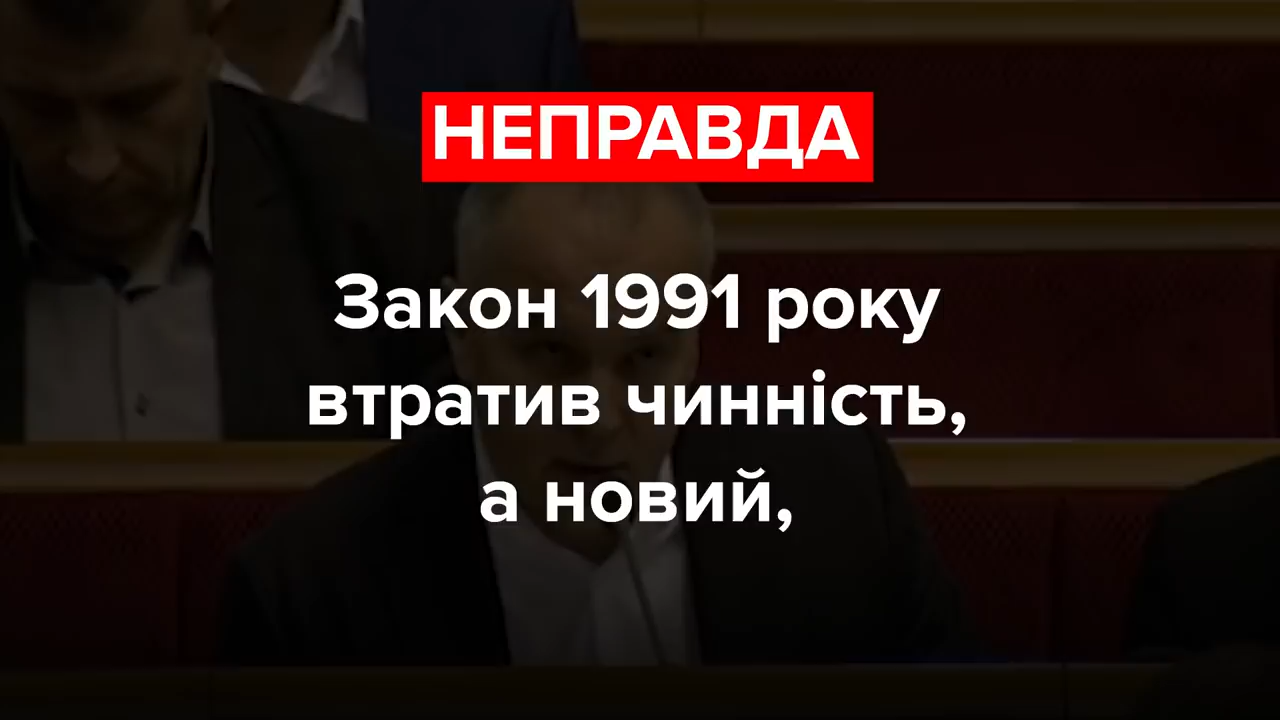 НЕПРАВДА
Закон 1991 року
втратив чинність,
а новий,